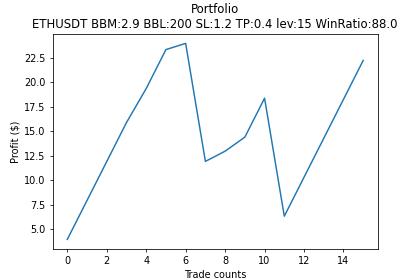 Portfolio
ETHUSDT BBM:2.9 BBL:200 SL:1.2 TP:0.4 lev:15 WinRatio:88.0
Profit ($)
22.5
20.0
17.5
15.0
12.5
10.0
7.5
5.0
0 2 4 6 8 10 12 14
Trade counts